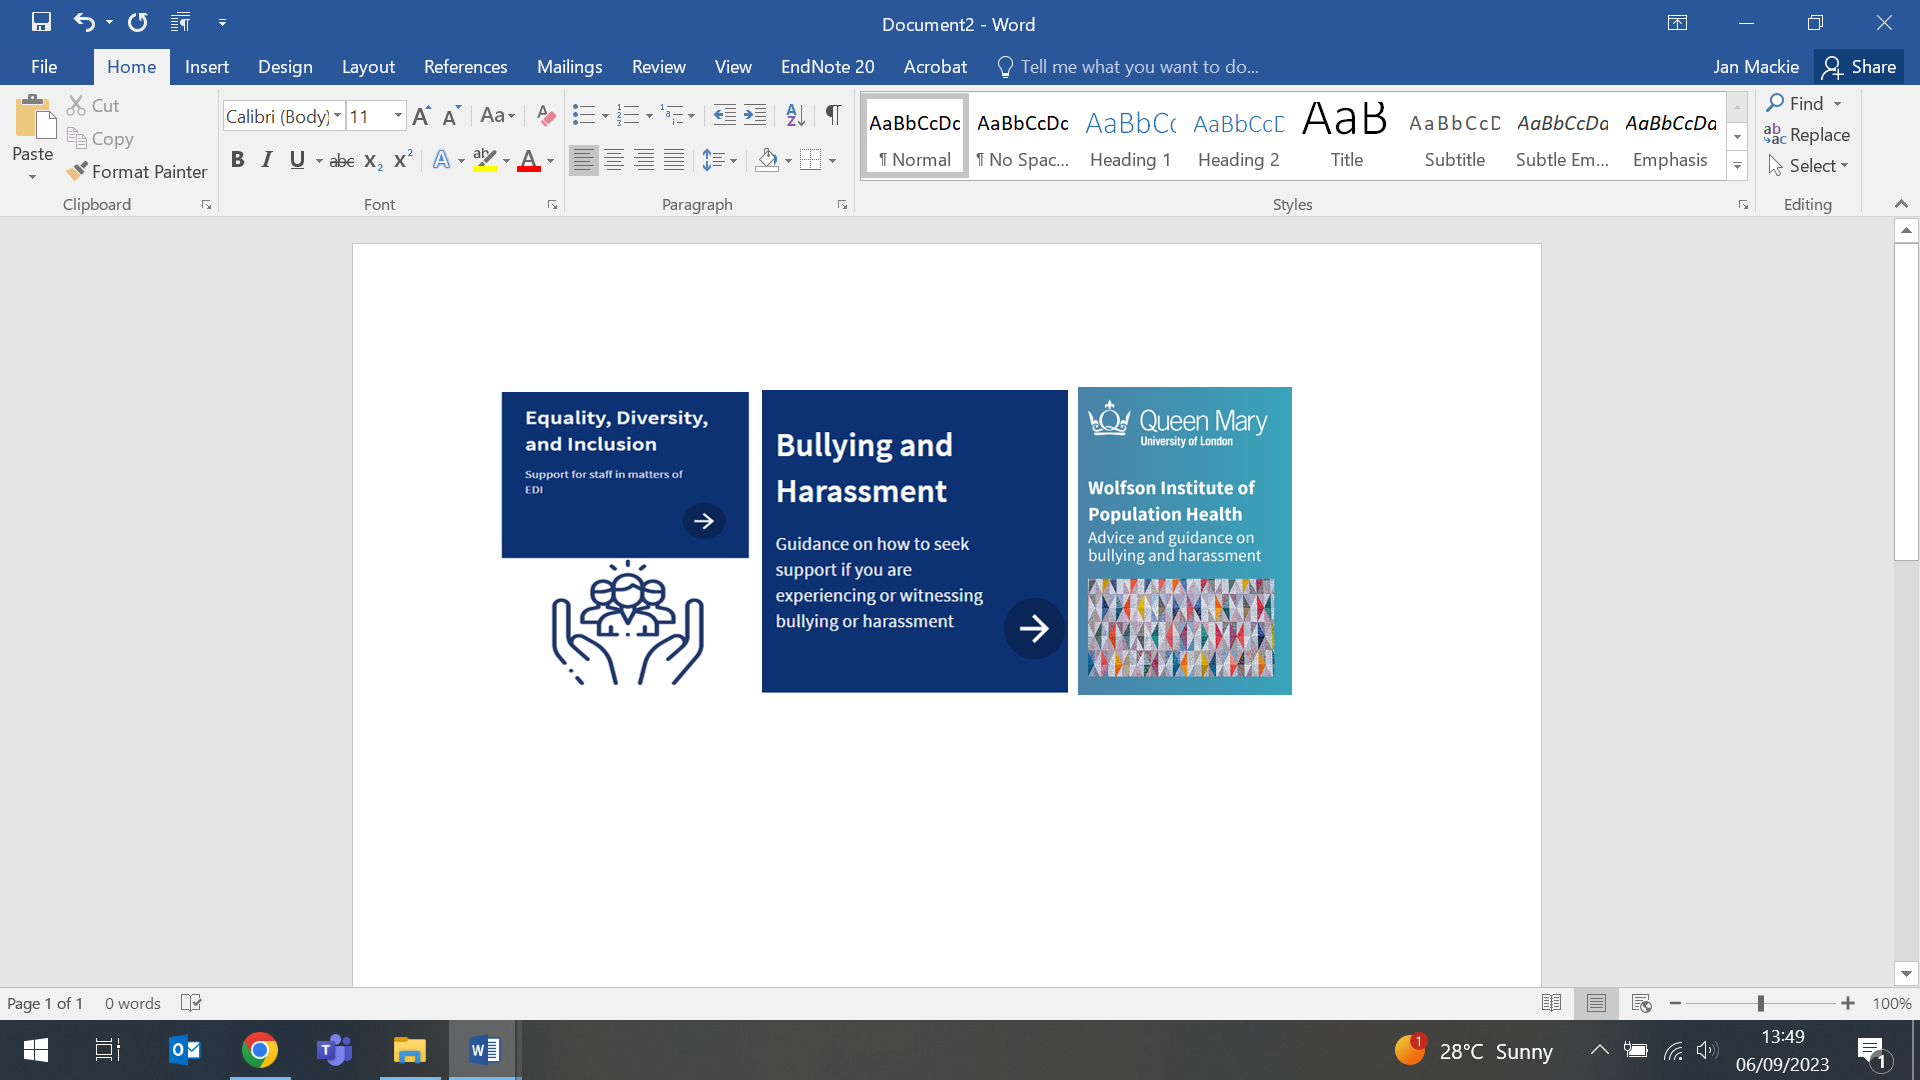 Document2 - Word
File Home Insert Design Layout References Mailings Review View EndNote 20 Acrobat Tell me what you want to do... Jan Mackie Share
Paste
Cut
Copy
Format Painter
Clipboard
Calibri (Body) 11
Font
Paragraph
AaBbCcDc AaBbCcDc AaBbCc AaBbCcD AaB AaBbCcD AaBbCcDa AaBbCcDa
¶ Normal ¶ No Spac... Heading 1 Heading 2 Title Subtitle Subtle Em... Emphasis
Styles
Find
Replace
Select
Editing
Equality, Diversity,
and Inclusion
Support for staff in matters of
EDI
Bullying and
Harassment
Guidance on how to seek
support if you are
experiencing or witnessing
bullying or harassment
Queen Mary
University of London
Wolfson Institute of
Population Health
Advice and guidance on
bullying and harassment
Page 1 of 1 0 words
100%
28°C Sunny
13:49
06/09/2023
1
1